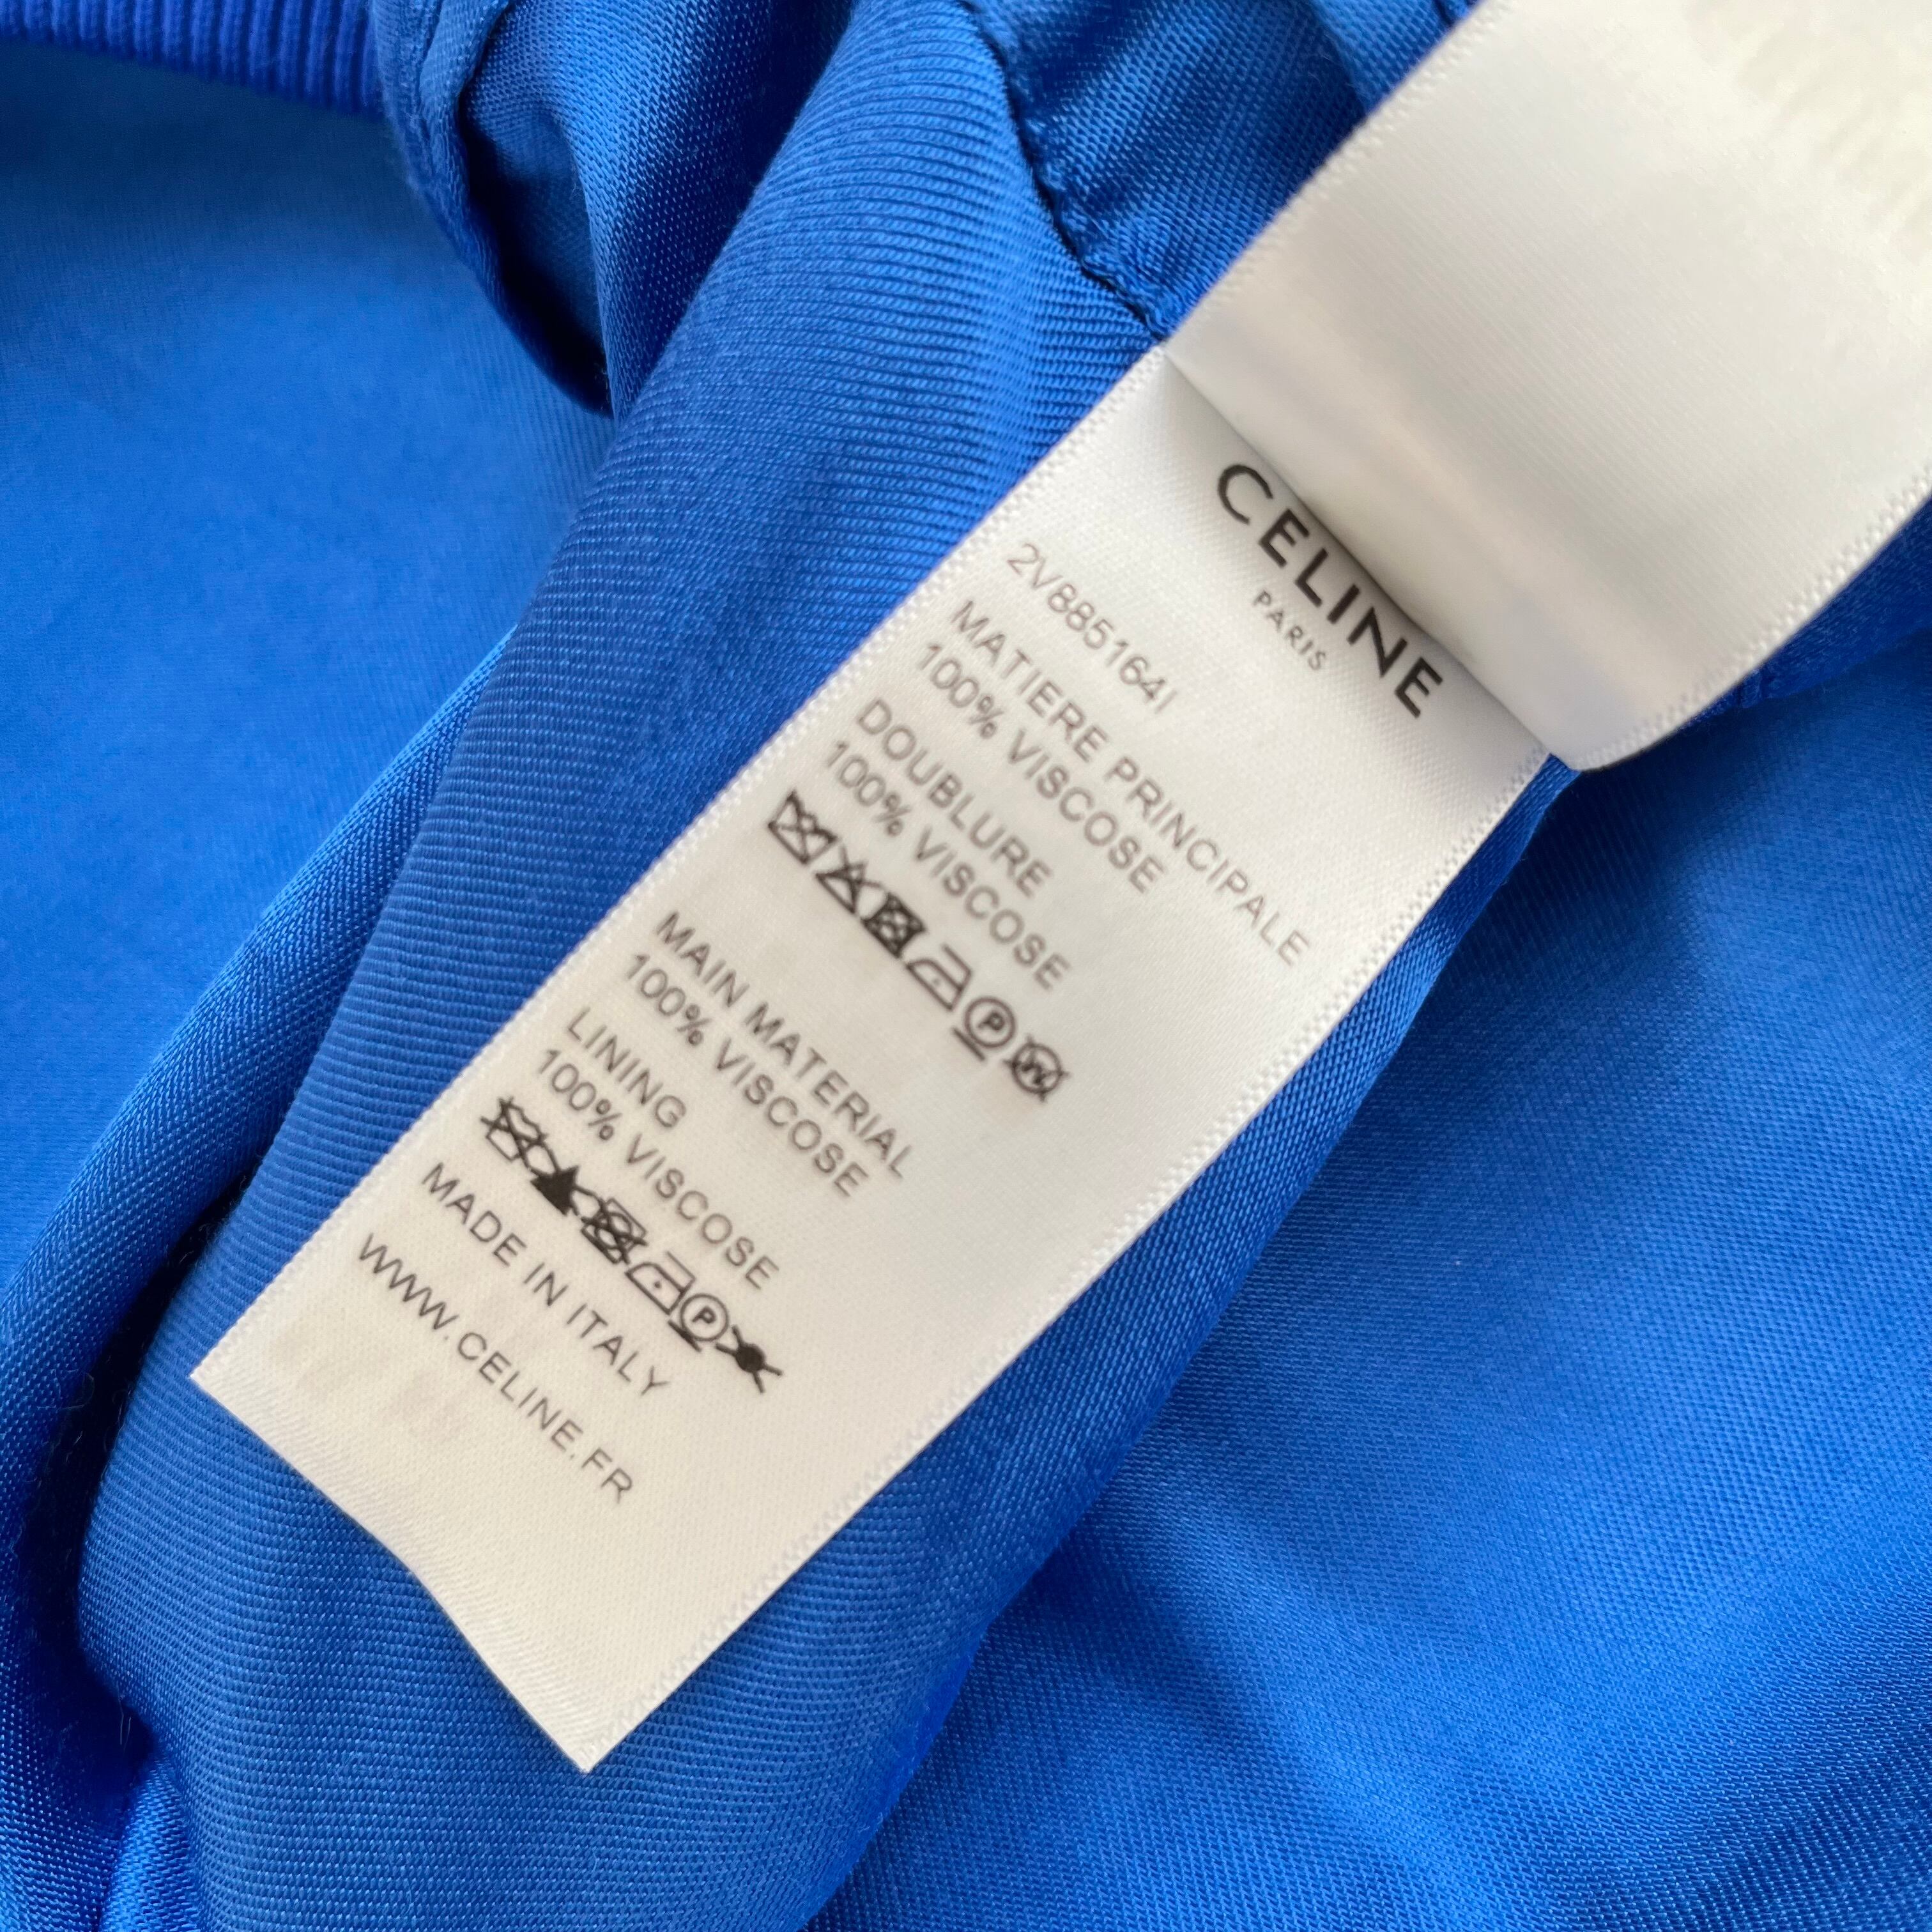 CELINE
PARIS
2V885164I
MATIERE PRINCIPALE
100% VISCOSE
DOUBLURE
100% VISCOSE
P W
MAIN MATERIAL
100% VISCOSE
LINING
100% VISCOSE
P
MADE IN ITALY
WWW.CELINE.FR